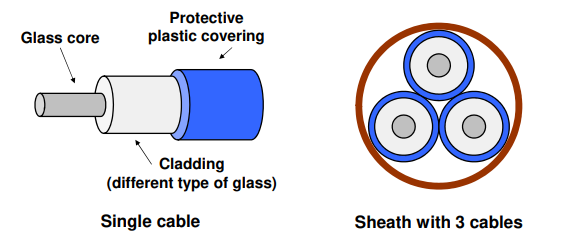 Protective
plastic covering
Glass core
Cladding
(different type of glass)
Single cable
Sheath with 3 cables